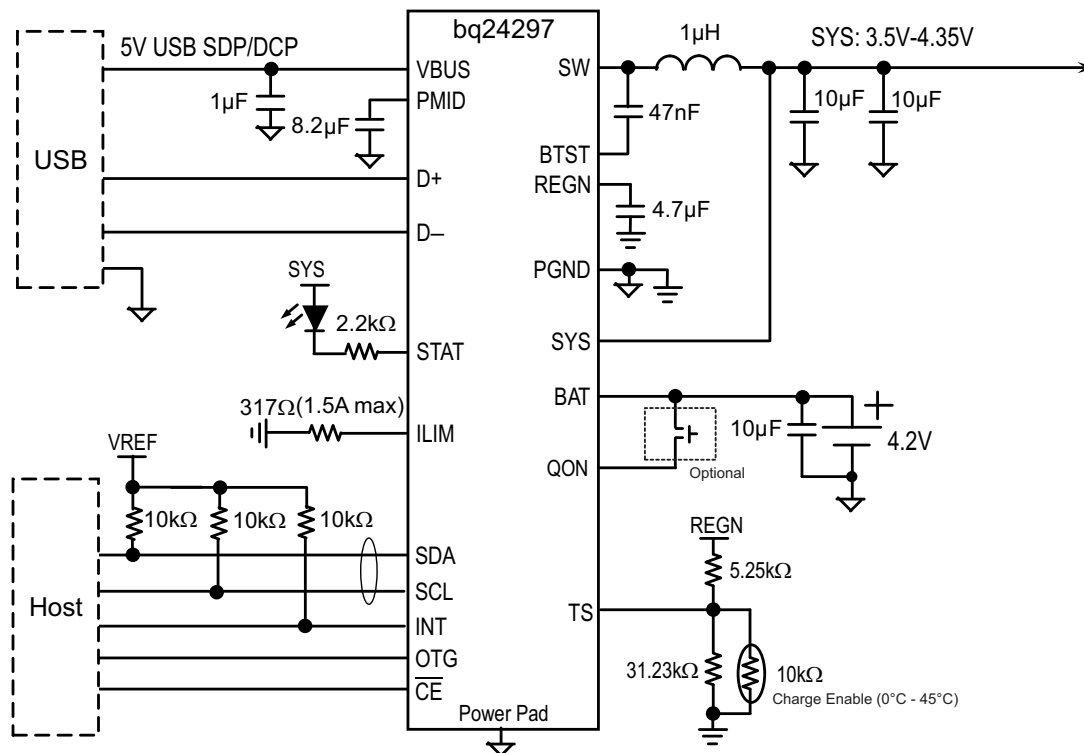 bq24297
5V USB SDP/DCP
1µH
SYS: 3.5V-4.35V
VBUS
SW
1µF
PMID
8.2µF
10µF
10µF
47nF
BTST
USB
D+
REGN
4.7µF
D–
PGND
SYS
2.2kΩ
STAT
SYS
BAT
317Ω(1.5A max)
ILIM
10µF
4.2V
VREF
QON
Optional
10kΩ
10kΩ
10kΩ
REGN
5.25kΩ
SDA
SCL
Host
TS
INT
OTG
31.23kΩ
10kΩ
CE
Charge Enable (0°C - 45°C)
Power Pad